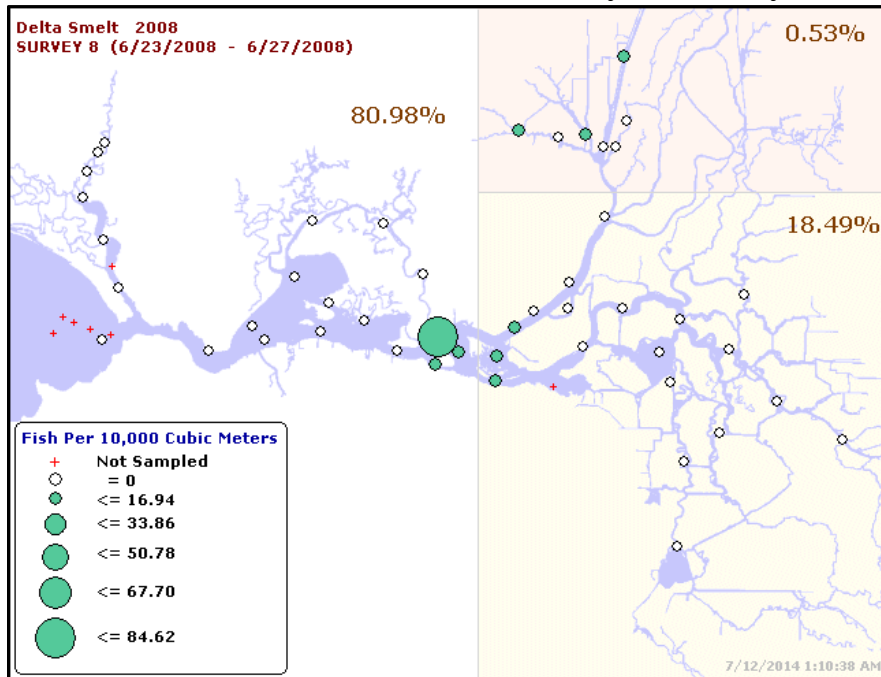 Delta Smelt 2008
SURVEY 8 (6/23/2008 - 6/27/2008)
0.53%
80.98%
18.49%
Fish Per 10,000 Cubic Meters
Not Sampled
= 0
<= 16.94
<= 33.86
<= 50.78
<= 67.70
<= 84.62
7/12/2014 1:10:38 AM